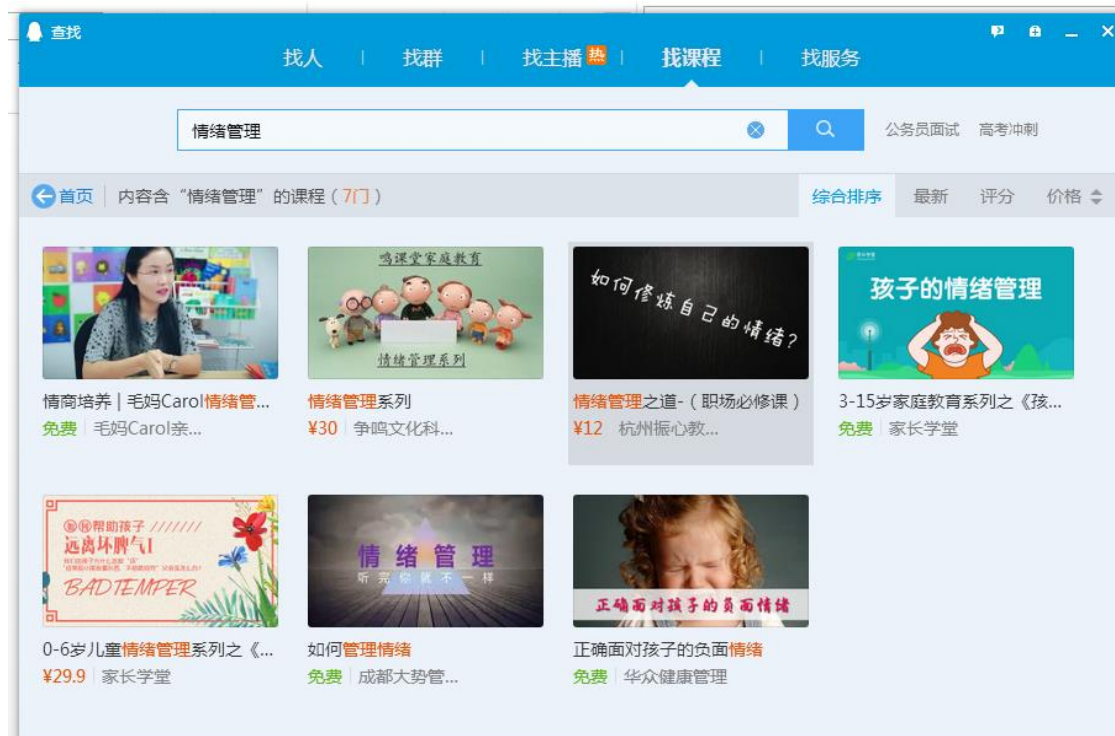 查找
找人
找群
找主播 热
找课程
找服务
情绪管理
公务员面试 高考冲刺
首页 内容含“情绪管理”的课程(7门)
综合排序 最新 评分 价格
鸣课堂家庭教育
情绪管理系列
如何修炼自己的情绪?
孩子的情绪管理
情商培养 | 毛妈Carol情绪管...
免费 毛妈Carol亲...
情绪管理系列
¥30 争鸣文化科...
情绪管理之道-(职场必修课)
¥12 杭州振心教...
3-15岁家庭教育系列之《孩...
免费 家长学堂
如何帮助孩子 ///////
远离坏脾气!
BAD TEMPER
情绪管理
听完你就不一样
正确面对孩子的负面情绪
0-6岁儿童情绪管理系列之《...
¥29.9 家长学堂
如何管理情绪
免费 成都大势管...
正确面对孩子的负面情绪
免费 华众健康管理